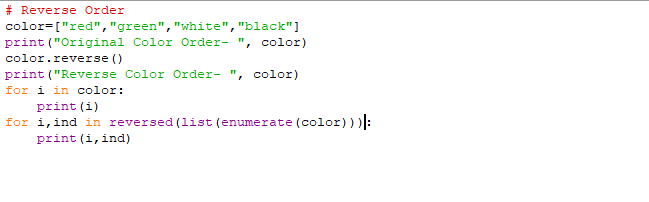 # Reverse Order
color=["red","green","white","black"]
print("Original Color Order- ", color)
color.reverse()
print("Reverse Color Order- ", color)
for i in color:
    print(i)
for i,ind in reversed(list(enumerate(color))):
    print(i,ind)